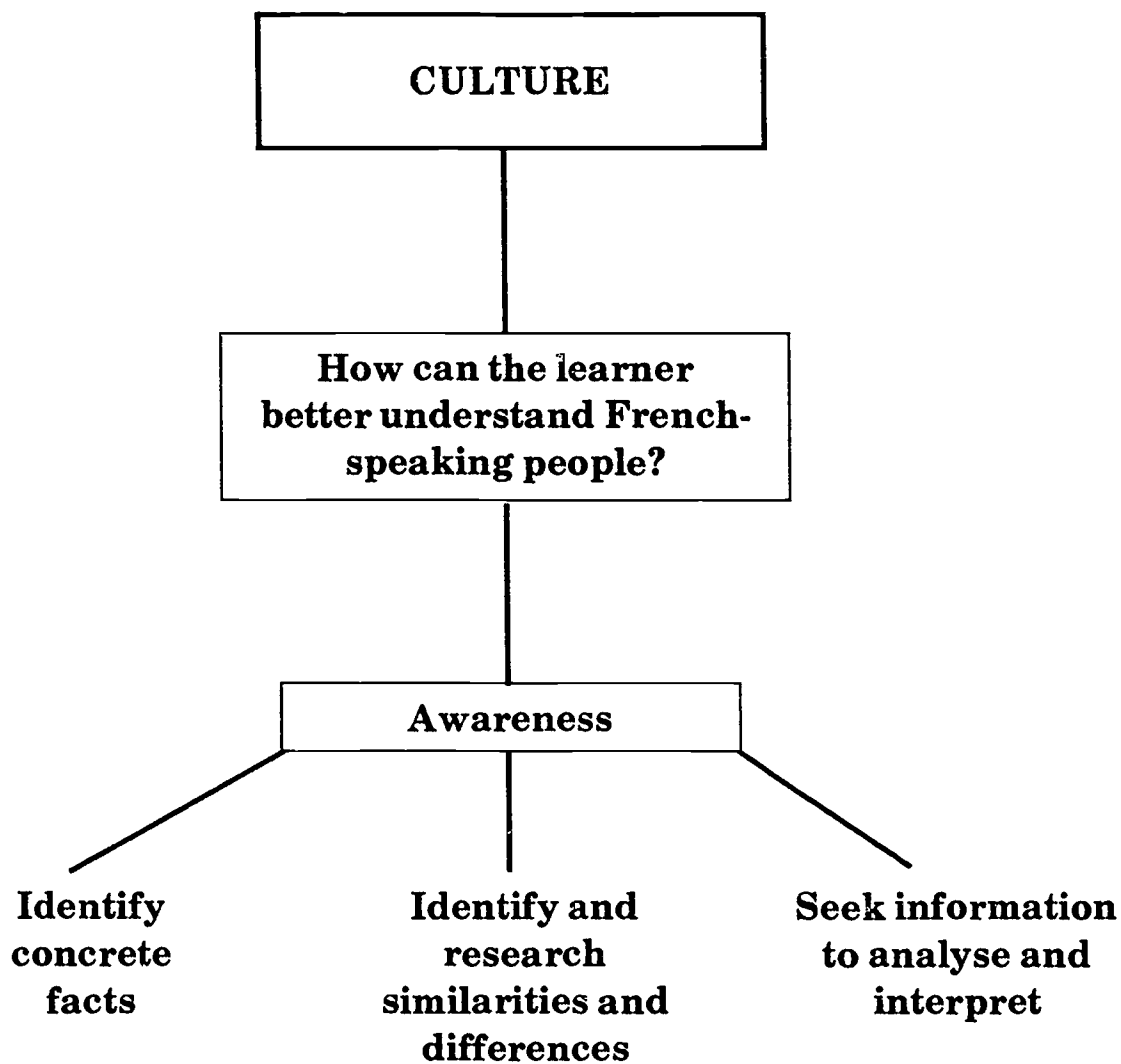 CULTURE
How can the learner
better understand French-
speaking people?
Awareness
Identify
concrete
facts
Identify and
research
similarities and
differences
Seek information
to analyse and
interpret